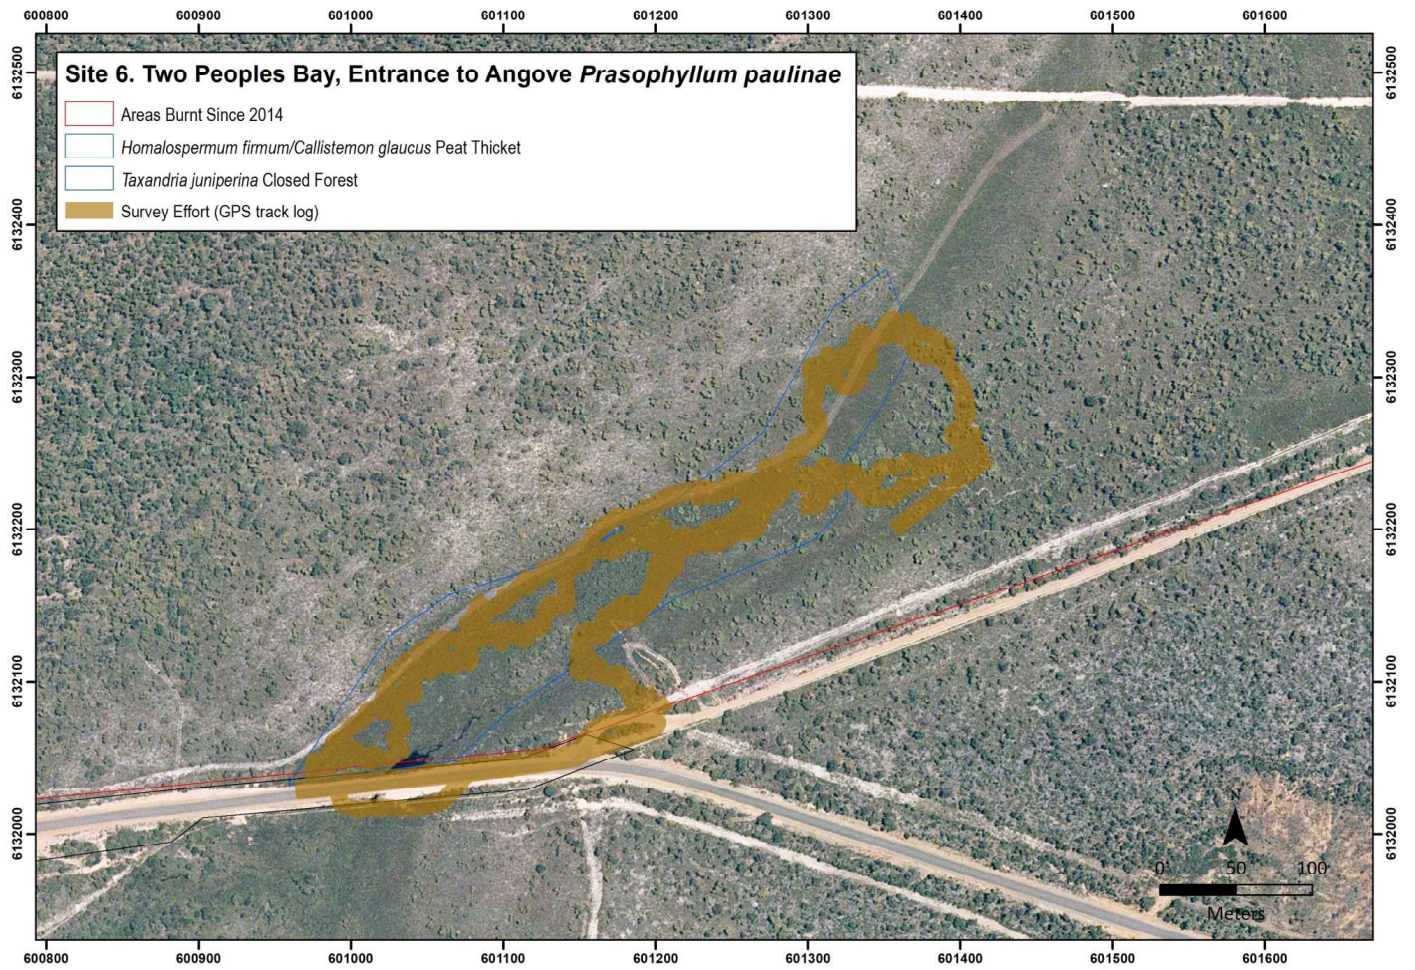 600800 600900 601000 601100 601200 601300 601400 601500 601600
6132500 6132500
Site 6. Two Peoples Bay, Entrance to Angove Prasophyllum paulinae
Areas Burnt Since 2014
Homalospermum firmum/Callistemon glaucus Peat Thicket
Taxandria juniperina Closed Forest
Survey Effort (GPS track log)
6132400 6132400
6132300 6132300
6132200 6132200
6132100 6132100
6132000 6132000
N
0 50 100
Meters
600800 600900 601000 601100 601200 601300 601400 601500 601600